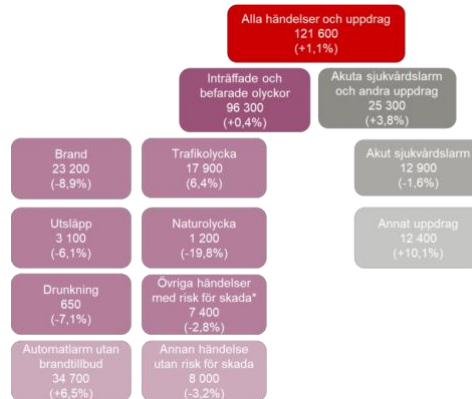 Alla händelser och uppdrag
121 600
(+1,1%)
Inträffade och
befarade olyckor
96 300
(+0,4%)
Akuta sjukvårdslarm
och andra uppdrag
25 300
(+3,8%)
Brand
23 200
(-8,9%)
Trafikolycka
17 900
(6,4%)
Akut sjukvårdslarm
12 900
(-1,6%)
Utsläpp
3 100
(-6,1%)
Naturolycka
1 200
(-19,8%)
Annat uppdrag
12 400
(+10,1%)
Drunkning
650
(-7,1%)
Övriga händelser
med risk för skada*
7 400
(-2,8%)
Automatlarm utan
brandtillbud
34 700
(+6,5%)
Annan händelse
utan risk för skada
8 000
(-3,2%)